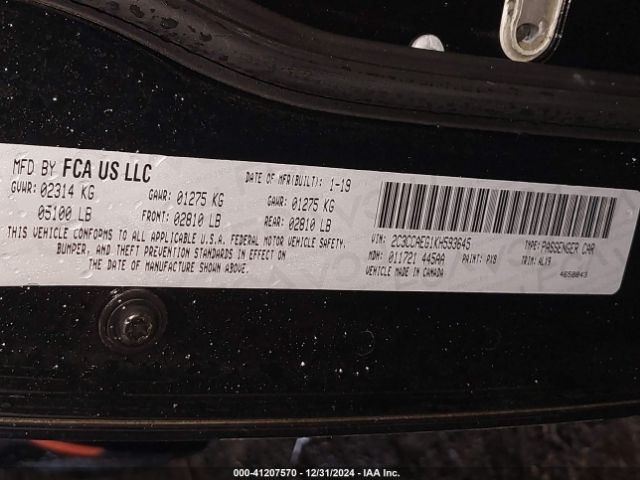 MFD BY FCA US LLC
DATE OF MFR(BUILT): 1-19
GVWR: 02314 KG
GAWR: 01275 KG
GAWR: 01275 KG
05100 LB
FRONT: 02810 LB
REAR: 02810 LB
THIS VEHICLE CONFORMS TO ALL APPLICABLE U.S.A. FEDERAL MOTOR VEHICLE SAFETY,
BUMPER, AND THEFT PREVENTION STANDARDS IN EFFECT ON
THE DATE OF MANUFACTURE SHOWN ABOVE.
VIN: 2C3CCAEG1KH593645
TYPE: PASSENGER CAR
MDH: 011721 445AA
PAINT: PX8
TRIM: ALX9
VEHICLE MADE IN CANADA
4650843
000-41207570 - 12/31/2024 - IAA Inc.